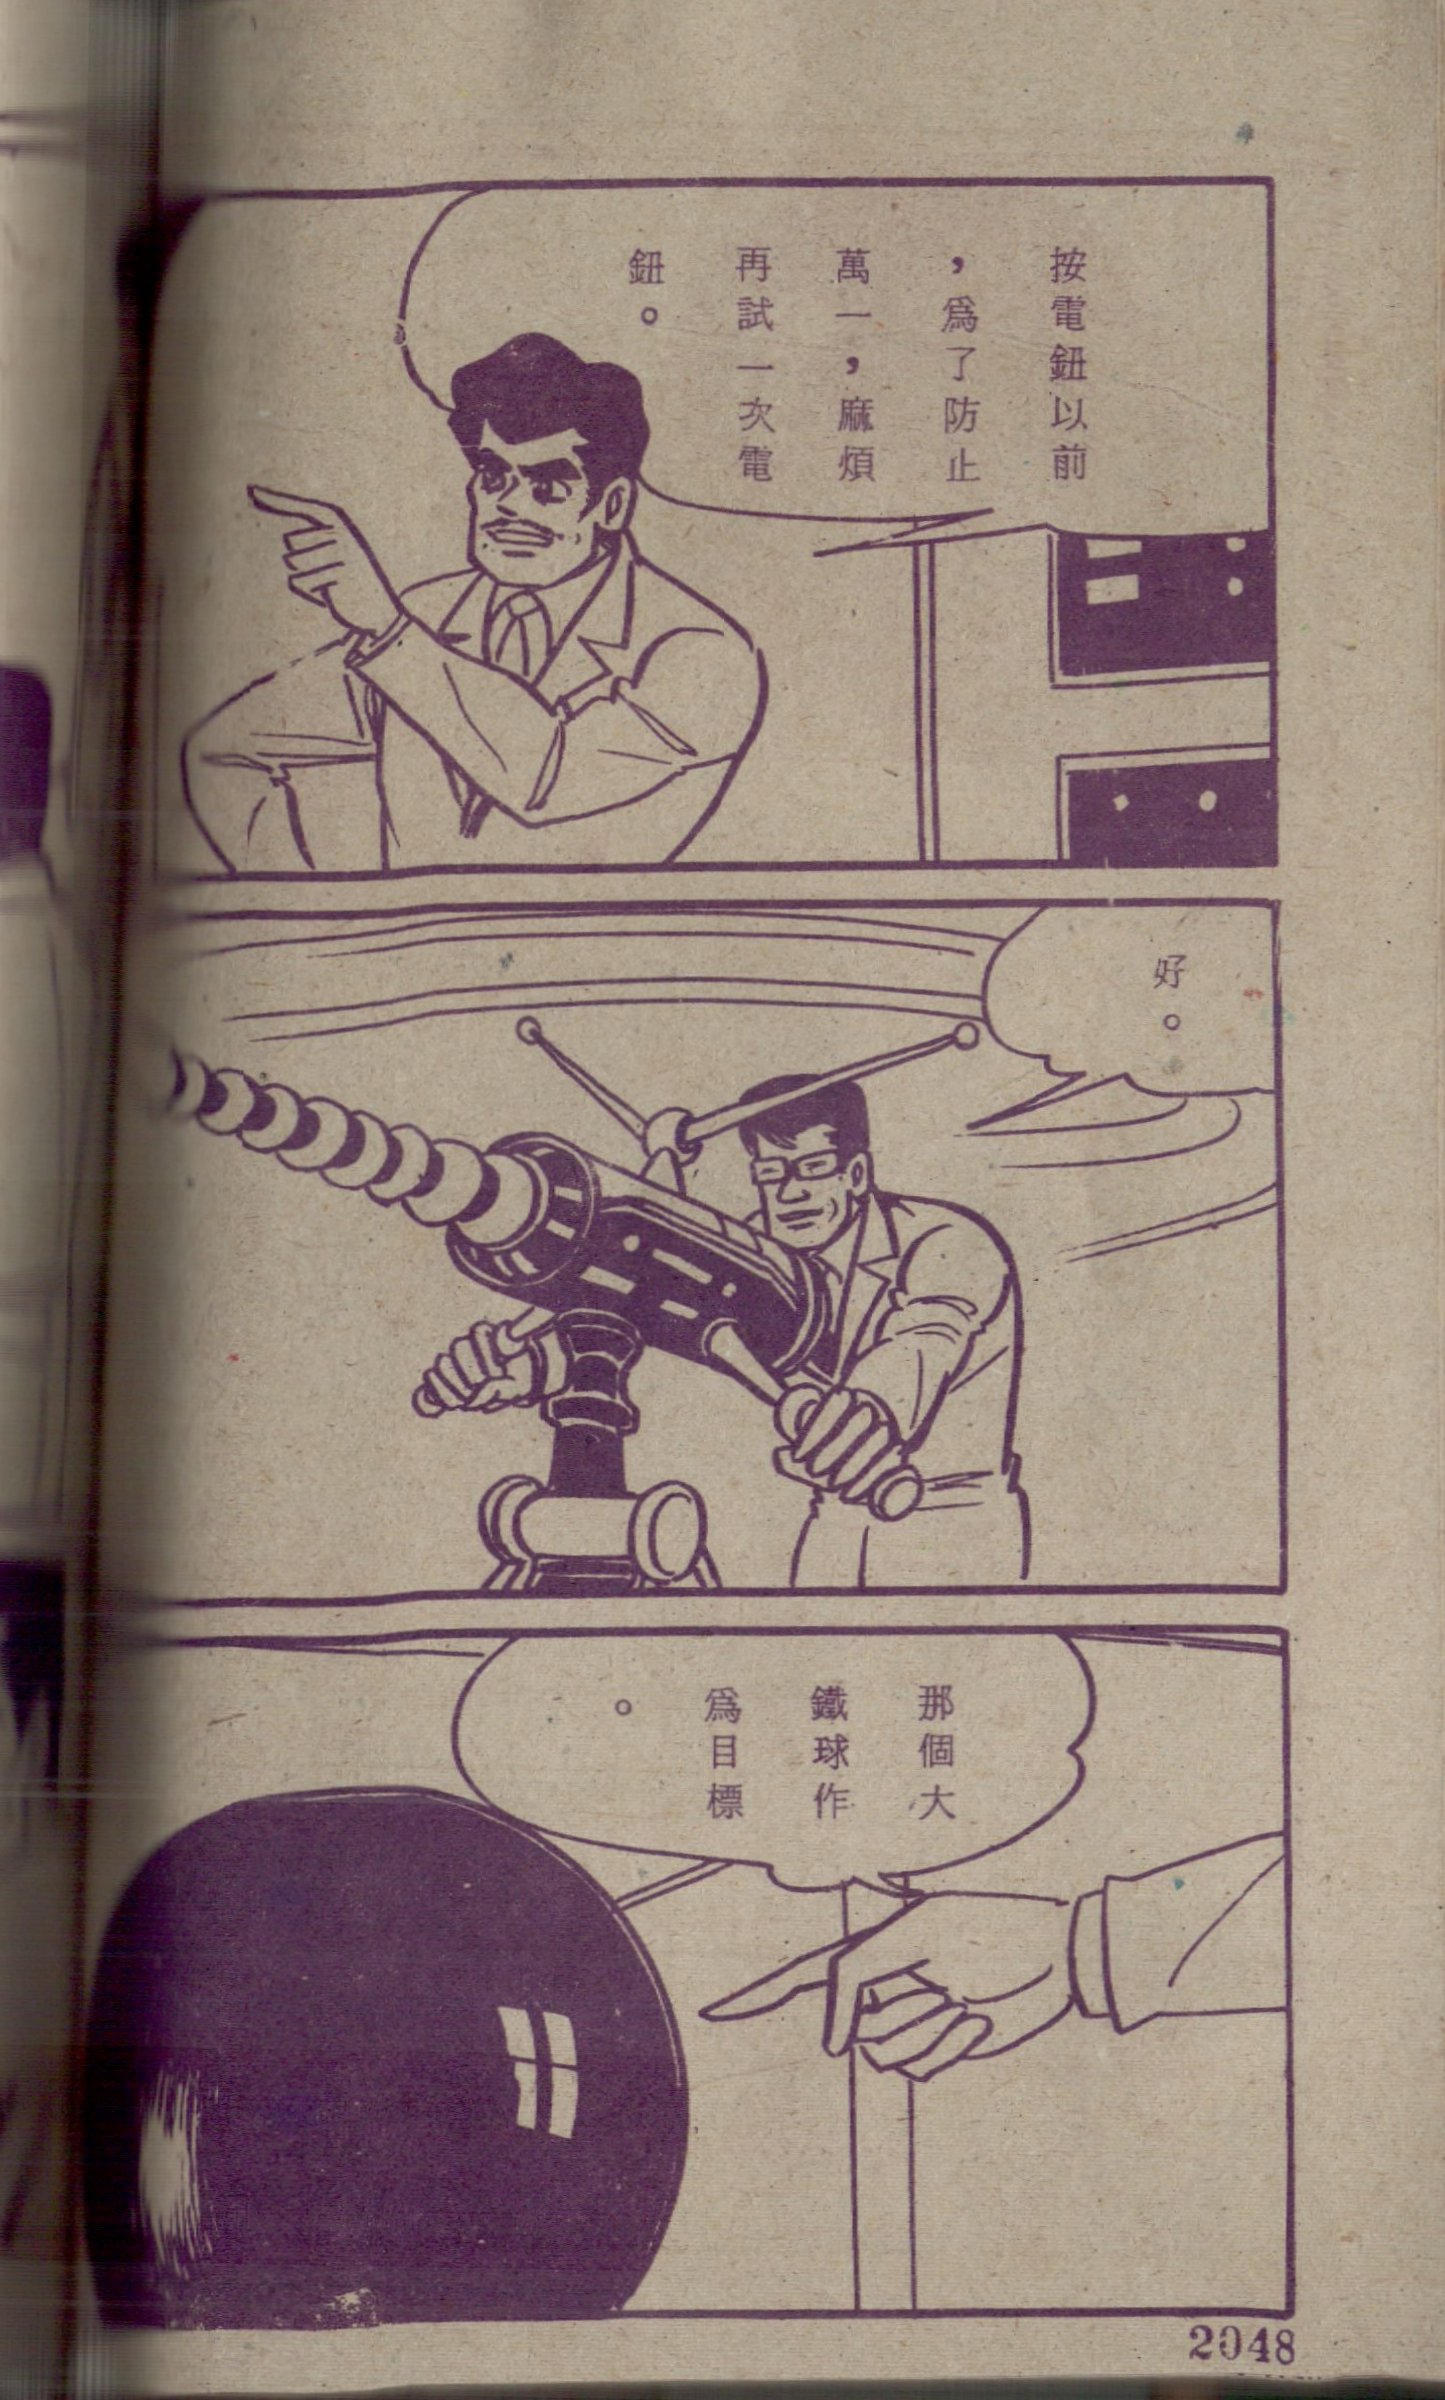 按電鈕以前
，爲了防止
萬一，麻煩
再試一次電
鈕。
好。
那個大
鐵球作
爲目標
。
2048